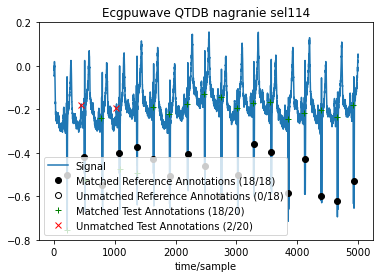 Ecgpuwave QTDB nagranie sel114
0.2
0.0
−0.2
−0.4
−0.6
−0.8
Signal
Matched Reference Annotations (18/18)
Unmatched Reference Annotations (0/18)
Matched Test Annotations (18/20)
Unmatched Test Annotations (2/20)
0 1000 2000 3000 4000 5000
time/sample